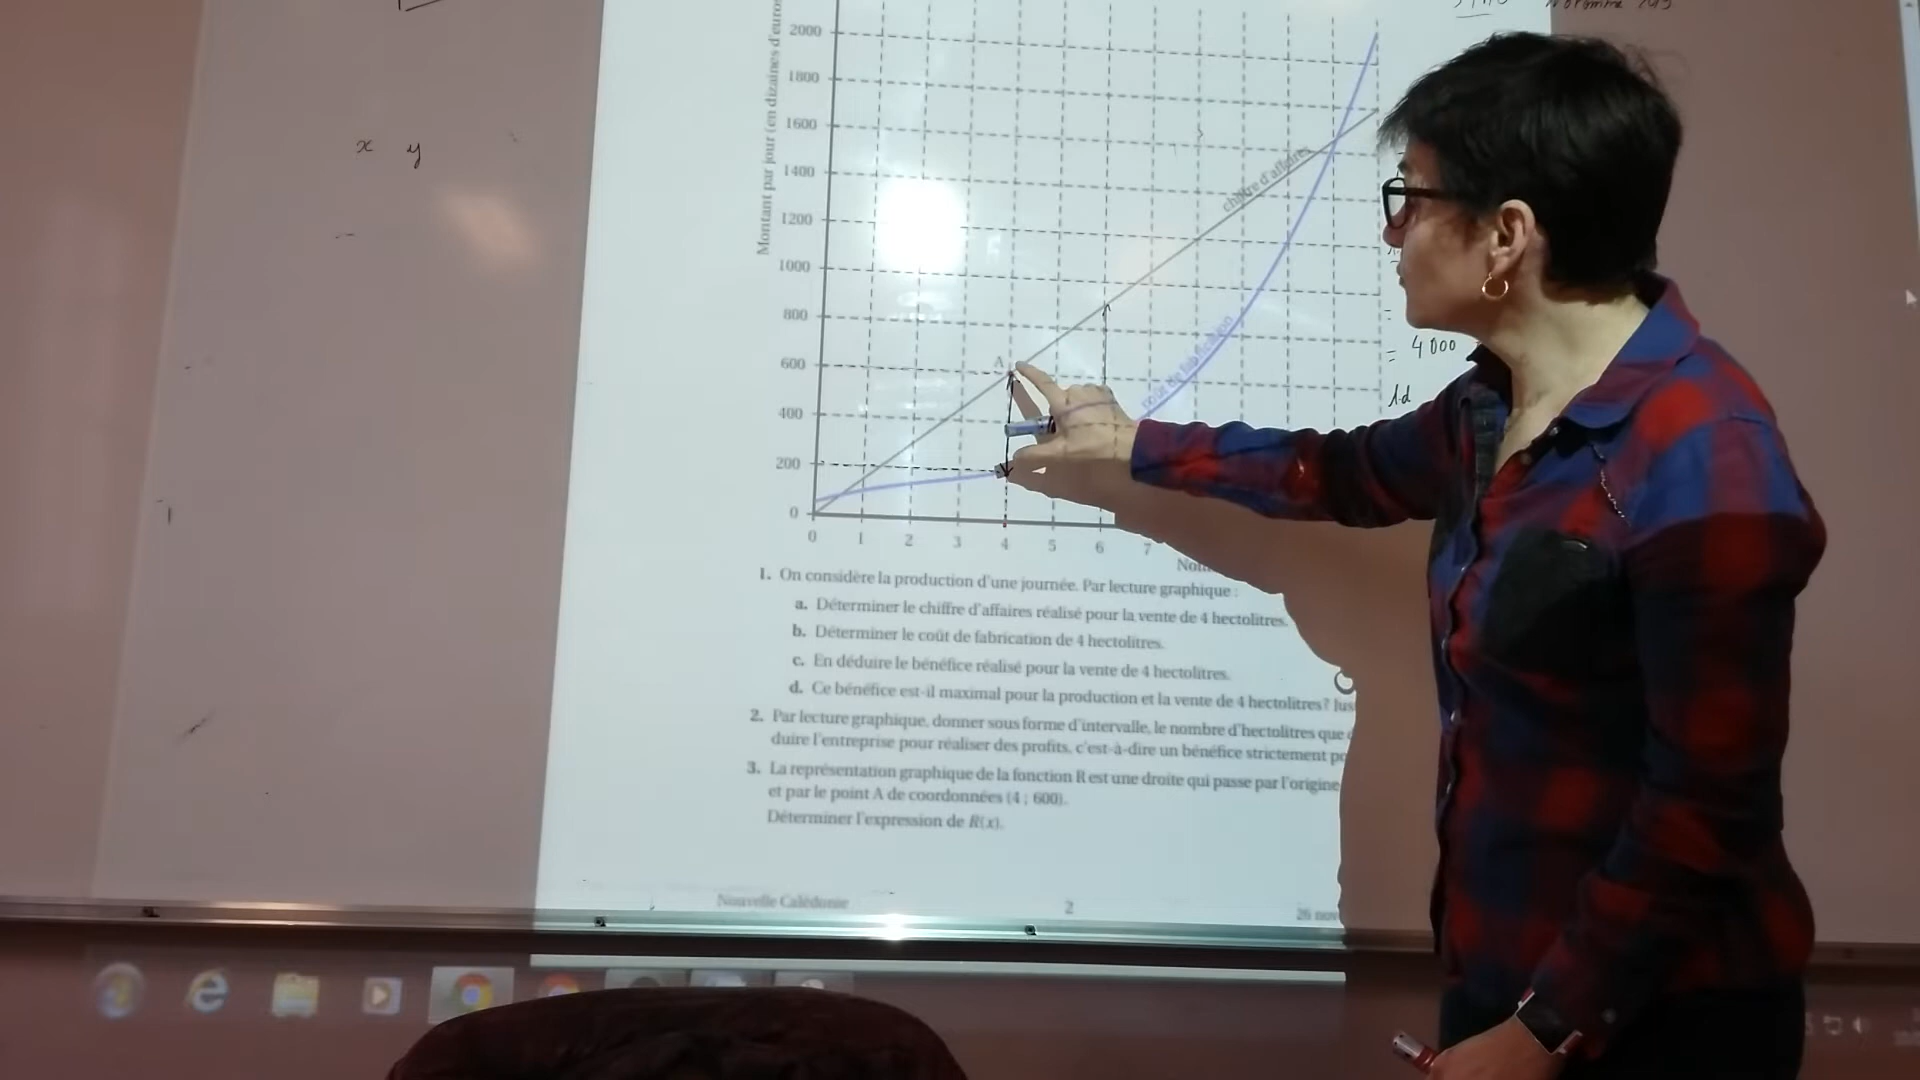 Novembre 2019
Montant par jour (en dizaines d'euros
2000
1800
1600
1400
1200
1000
800
600
400
200
0
x y
chiffre d'affaires
coût de fabrication
A
= 4000
1.d
0 1 2 3 4 5 6 7
1. On considère la production d'une journée. Par lecture graphique :
a. Déterminer le chiffre d'affaires réalisé pour la vente de 4 hectolitres.
b. Déterminer le coût de fabrication de 4 hectolitres.
c. En déduire le bénéfice réalisé pour la vente de 4 hectolitres.
d. Ce bénéfice est-il maximal pour la production et la vente de 4 hectolitres? Jus
2. Par lecture graphique, donner sous forme d'intervalle, le nombre d'hectolitres que
duire l'entreprise pour réaliser des profits, c'est-à-dire un bénéfice strictement po
3. La représentation graphique de la fonction R est une droite qui passe par l'origine
et par le point A de coordonnées (4 ; 600).
Déterminer l'expression de R(x).
Nouvelle Calédonie 2 26 nov